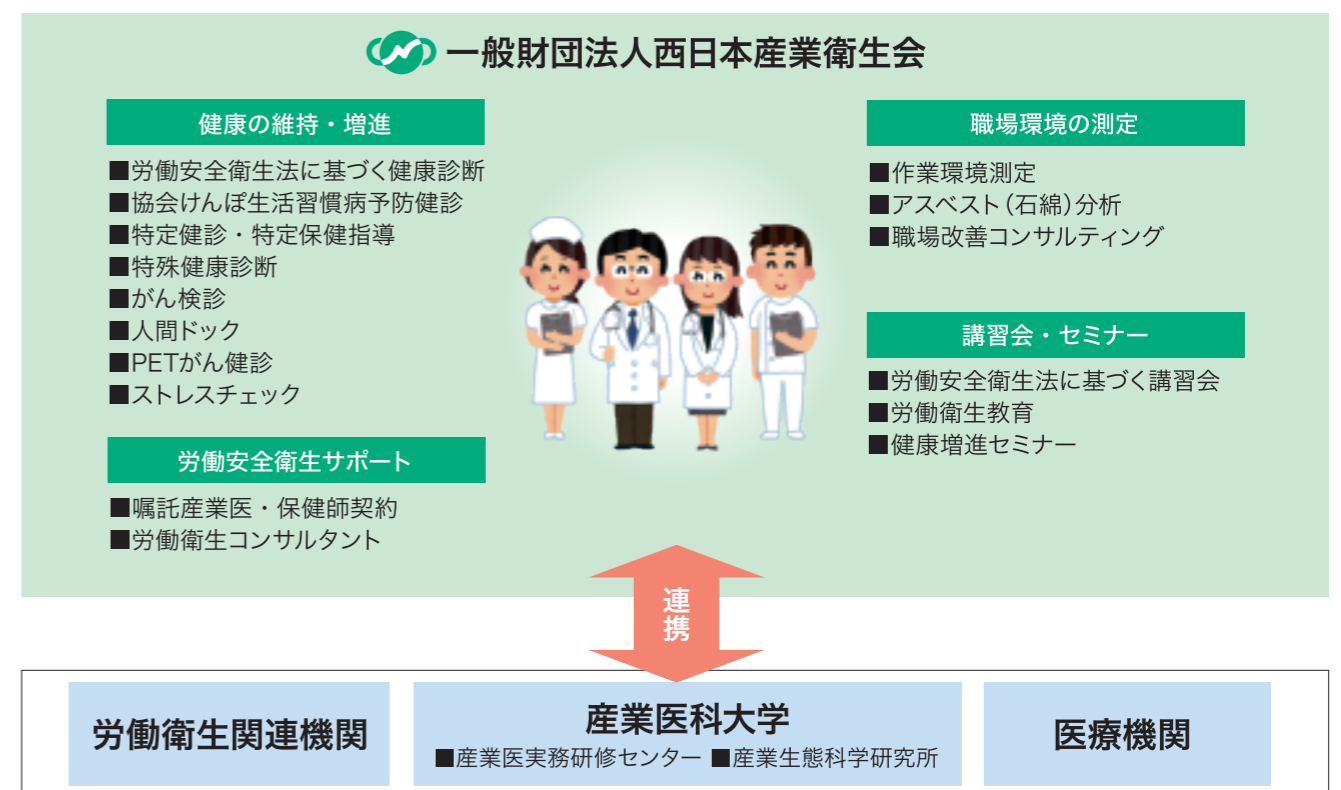 一般財団法人西日本産業衛生会
健康の維持・増進
■労働安全衛生法に基づく健康診断
■協会けんぽ生活習慣病予防健診
■特定健診・特定保健指導
■特殊健康診断
■がん検診
■人間ドック
■PETがん健診
■ストレスチェック
労働安全衛生サポート
■嘱託産業医・保健師契約
■労働衛生コンサルタント
職場環境の測定
■作業環境測定
■アスベスト(石綿)分析
■職場改善コンサルティング
講習会・セミナー
■労働安全衛生法に基づく講習会
■労働衛生教育
■健康増進セミナー
連携
労働衛生関連機関
産業医科大学
■産業医実務研修センター ■産業生態科学研究所
医療機関